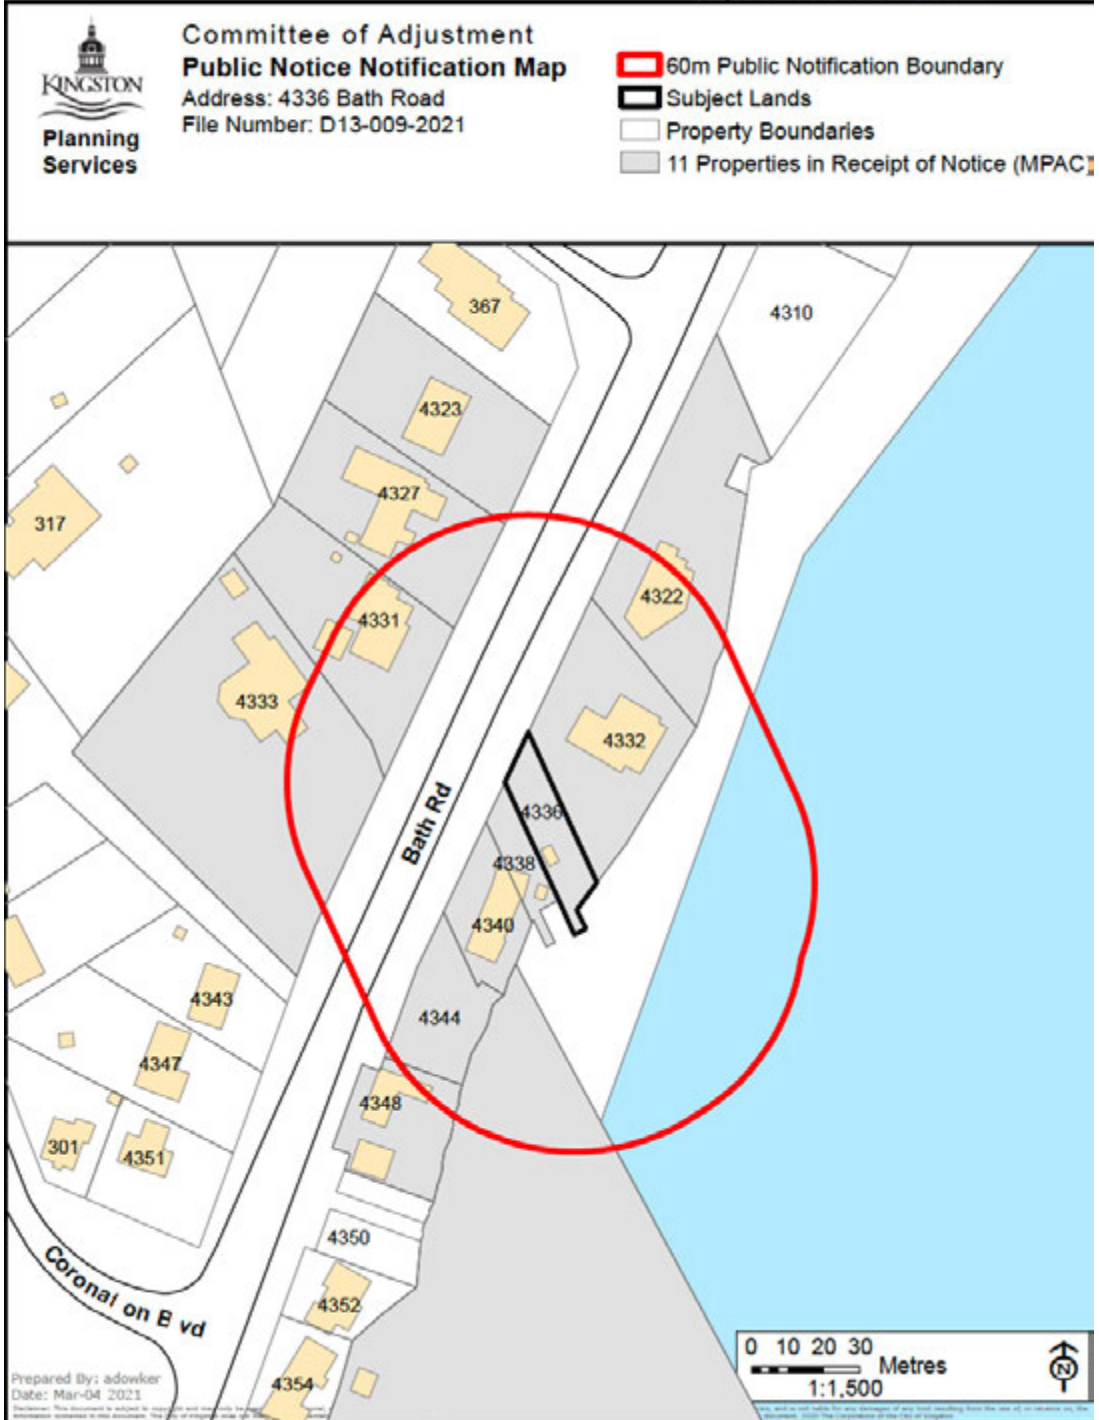 KINGSTON
Planning
Services
Committee of Adjustment
Public Notice Notification Map
Address: 4336 Bath Road
File Number: D13-009-2021
60m Public Notification Boundary
Subject Lands
Property Boundaries
11 Properties in Receipt of Notice (MPAC)
367
4310
4323
4327
317
4322
4331
4333
4332
Bath Rd
4336
4338
4340
4343
4344
4347
4348
301
4351
4350
Coronat on B vd
4352
4354
0 10 20 30
Metres
1:1,500
N
Prepared By: adowker
Date: Mar-04 2021